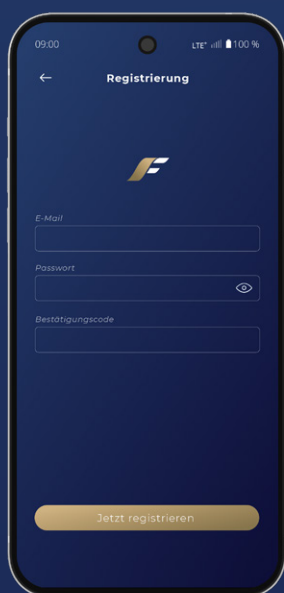 09:00 LTE+ 100 %
Registrierung
E-Mail
Passwort
Bestätigungscode
Jetzt registrieren